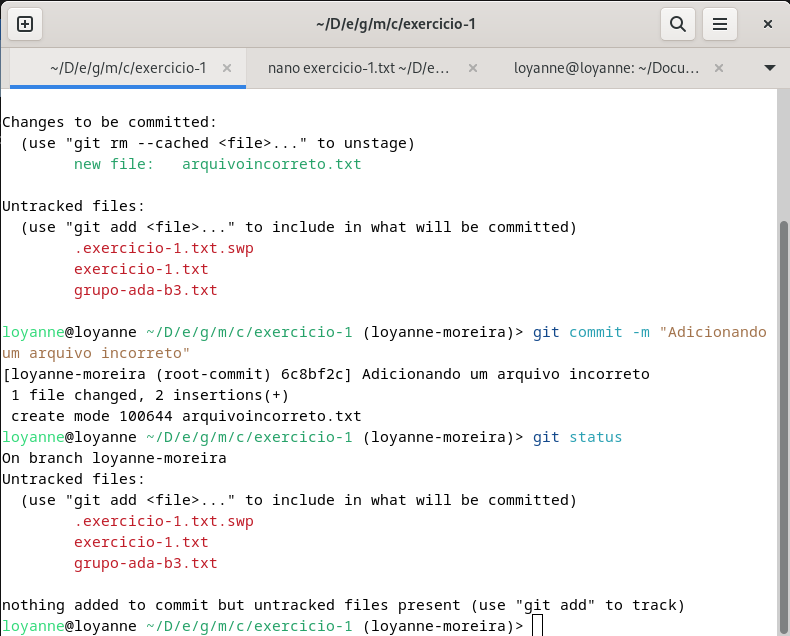 ~/D/e/g/m/c/exercicio-1
~/D/e/g/m/c/exercicio-1
nano exercicio-1.txt ~/D/e...
loyanne@loyanne: ~/Docu...
Changes to be committed:
  (use "git rm --cached <file>..." to unstage)
        new file:   arquivoincorreto.txt
Untracked files:
  (use "git add <file>..." to include in what will be committed)
        .exercicio-1.txt.swp
        exercicio-1.txt
        grupo-ada-b3.txt
loyanne@loyanne ~/D/e/g/m/c/exercicio-1 (loyanne-moreira)> git commit -m "Adicionando
um arquivo incorreto"
[loyanne-moreira (root-commit) 6c8bf2c] Adicionando um arquivo incorreto
 1 file changed, 2 insertions(+)
 create mode 100644 arquivoincorreto.txt
loyanne@loyanne ~/D/e/g/m/c/exercicio-1 (loyanne-moreira)> git status
On branch loyanne-moreira
Untracked files:
  (use "git add <file>..." to include in what will be committed)
        .exercicio-1.txt.swp
        exercicio-1.txt
        grupo-ada-b3.txt
nothing added to commit but untracked files present (use "git add" to track)
loyanne@loyanne ~/D/e/g/m/c/exercicio-1 (loyanne-moreira)>